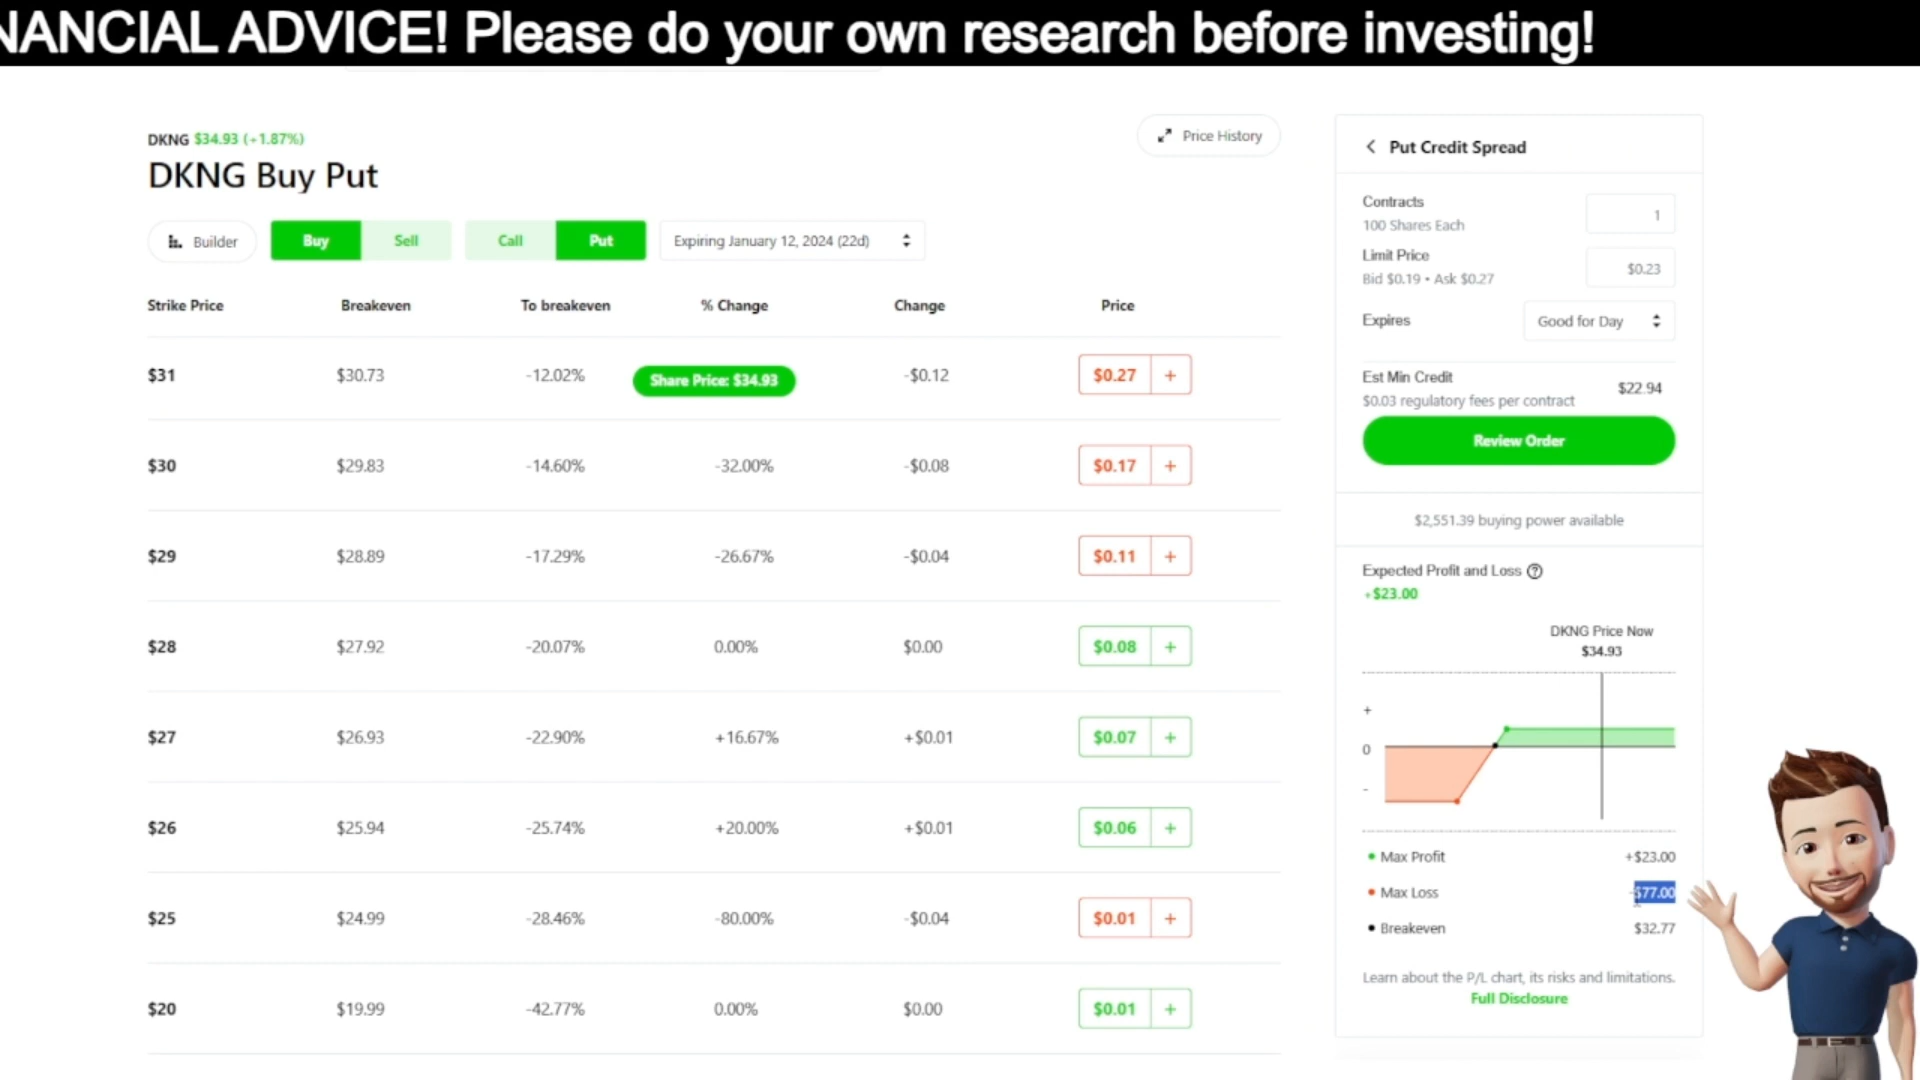 NANCIAL ADVICE! Please do your own research before investing!
DKNG $34.93 (+1.87%)
DKNG Buy Put
Price History
Builder
Buy Sell
Call Put
Expiring January 12, 2024 (22d)
Strike Price Breakeven To breakeven % Change Change Price
$31 $30.73 -12.02% -$0.12 $0.27 +
Share Price: $34.93
$30 $29.83 -14.60% -32.00% -$0.08 $0.17 +
$29 $28.89 -17.29% -26.67% -$0.04 $0.11 +
$28 $27.92 -20.07% 0.00% $0.00 $0.08 +
$27 $26.93 -22.90% +16.67% +$0.01 $0.07 +
$26 $25.94 -25.74% +20.00% +$0.01 $0.06 +
$25 $24.99 -28.46% -80.00% -$0.04 $0.01 +
$20 $19.99 -42.77% 0.00% $0.00 $0.01 +
Put Credit Spread
Contracts 1
100 Shares Each
Limit Price $0.23
Bid $0.19 • Ask $0.27
Expires Good for Day
Est Min Credit $22.94
$0.03 regulatory fees per contract
Review Order
$2,551.39 buying power available
Expected Profit and Loss ?
+$23.00
DKNG Price Now
$34.93
+
0
-
• Max Profit +$23.00
• Max Loss -$77.00
• Breakeven $32.77
Learn about the P/L chart, its risks and limitations.
Full Disclosure